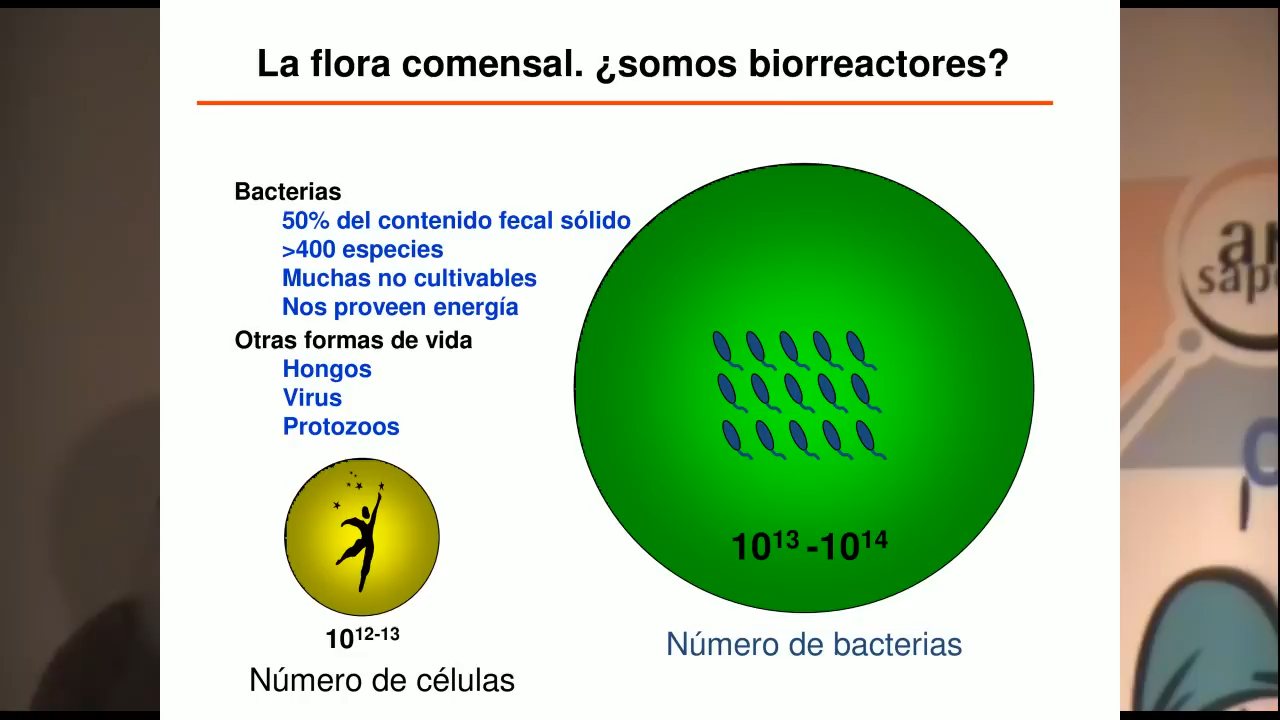 La flora comensal. ¿somos biorreactores?
Bacterias
50% del contenido fecal sólido
>400 especies
Muchas no cultivables
Nos proveen energía
Otras formas de vida
Hongos
Virus
Protozoos
10¹²⁻¹³
Número de células
10¹³ -10¹⁴
Número de bacterias